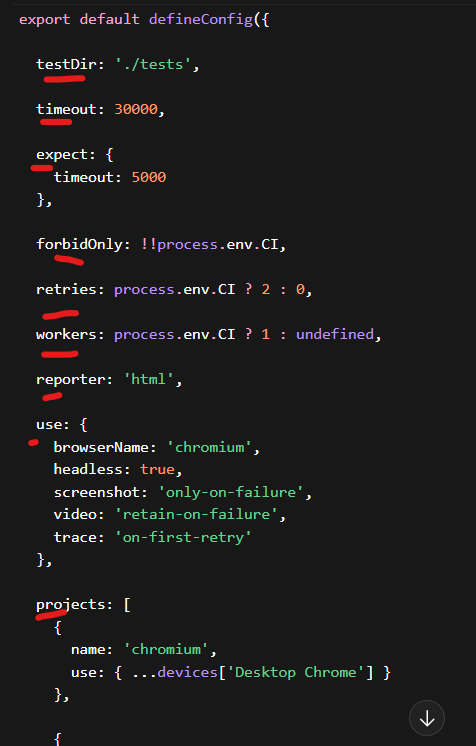 export default defineConfig({
testDir: './tests',
timeout: 30000,
expect: {
timeout: 5000
},
forbidOnly: !!process.env.CI,
retries: process.env.CI ? 2 : 0,
workers: process.env.CI ? 1 : undefined,
reporter: 'html',
use: {
browserName: 'chromium',
headless: true,
screenshot: 'only-on-failure',
video: 'retain-on-failure',
trace: 'on-first-retry'
},
projects: [
{
name: 'chromium',
use: { ...devices['Desktop Chrome'] }
},
{